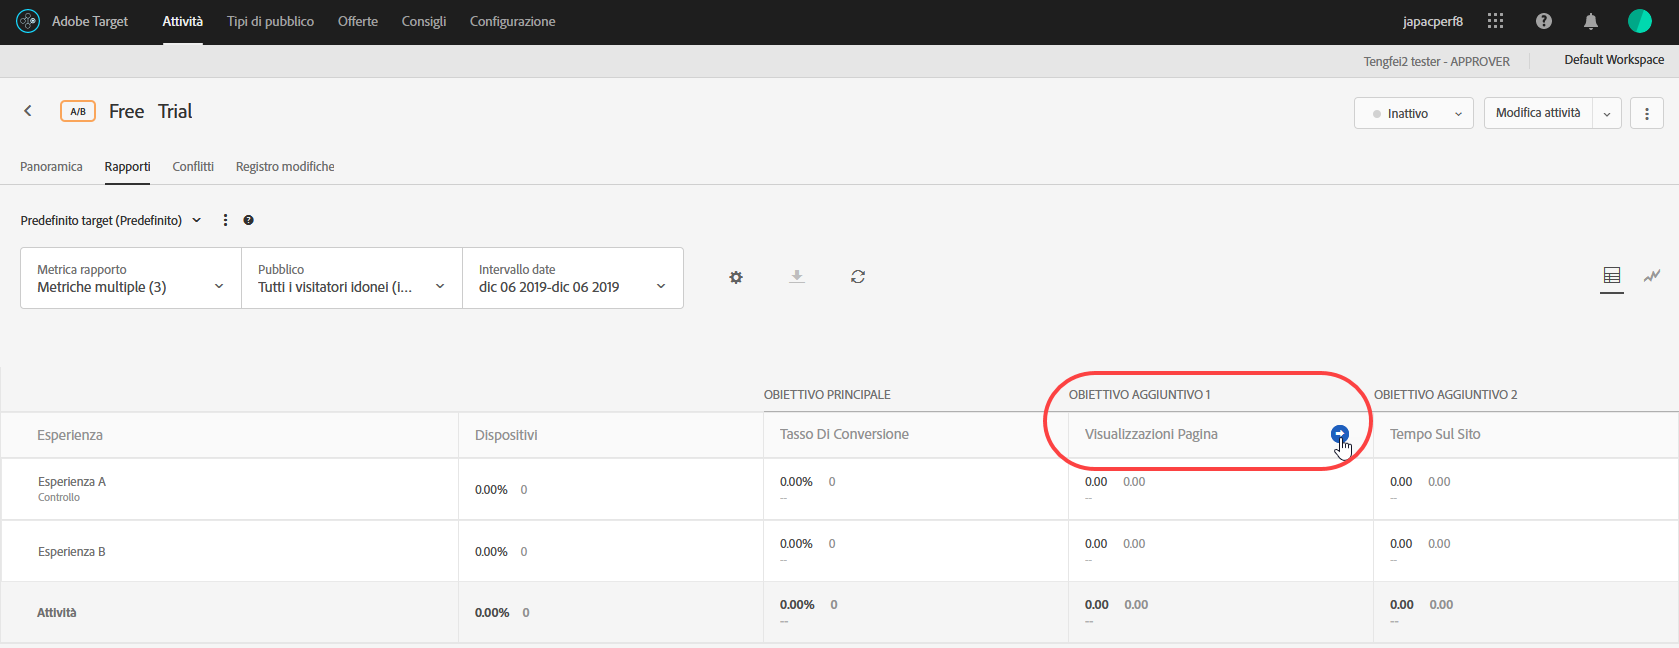 Adobe Target Attività Tipi di pubblico Offerte Consigli Configurazione japacperf8
Tengfei2 tester - APPROVER Default Workspace
A/B Free Trial Inattivo Modifica attività
Panoramica Rapporti Conflitti Registro modifiche
Predefinito target (Predefinito)
Metrica rapporto Pubblico Intervallo date
Metriche multiple (3) Tutti i visitatori idonei (i... dic 06 2019-dic 06 2019
OBIETTIVO PRINCIPALE OBIETTIVO AGGIUNTIVO 1 OBIETTIVO AGGIUNTIVO 2
Esperienza Dispositivi Tasso Di Conversione Visualizzazioni Pagina Tempo Sul Sito
Esperienza A 0.00% 0 0.00% 0 0.00 0.00 0.00 0.00
Controllo -- -- --
Esperienza B 0.00% 0 0.00% 0 0.00 0.00 0.00 0.00
-- -- --
Attività 0.00% 0 0.00% 0 0.00 0.00 0.00 0.00
-- -- --